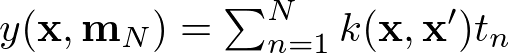 y(𝐱, 𝐦_N) = ∑_{n=1}^{N} k(𝐱, 𝐱′)t_n